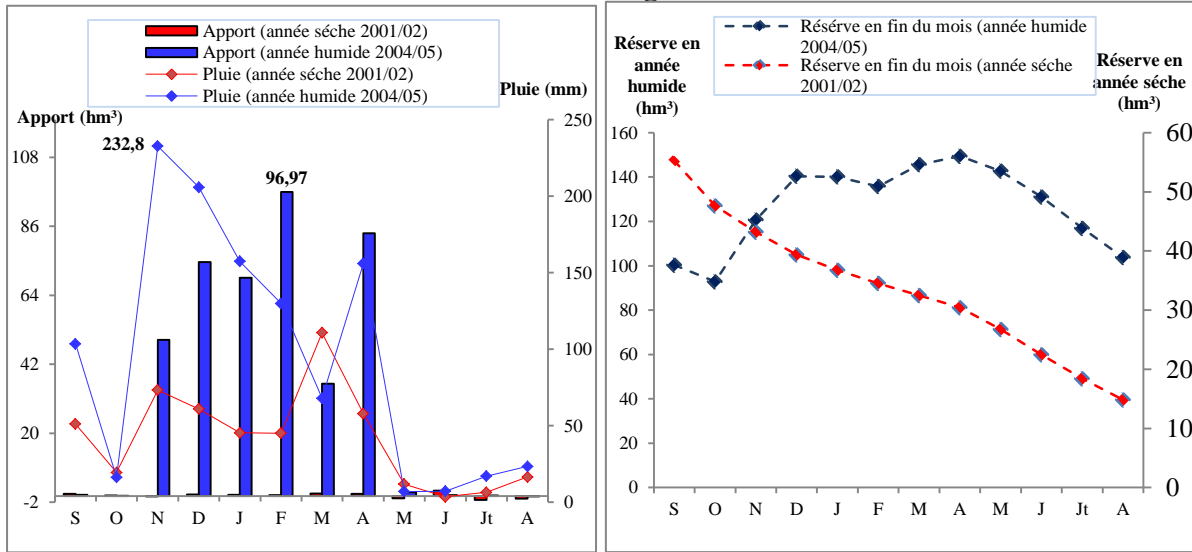 Apport (année séche 2001/02)
Apport (année humide 2004/05)
Pluie (année séche 2001/02)
Pluie (année humide 2004/05)
Apport (hm³)
Pluie (mm)
232,8
96,97
108
86
64
42
20
-2
250
200
150
100
50
0
S O N D J F M A M J Jt A
Résérve en fin du mois (année humide
2004/05)
Réserve en fin du mois (année séche
2001/02)
Réserve en
année
humide
(hm³)
Réserve en
année séche
(hm³)
160
140
120
100
80
60
40
20
0
60
50
40
30
20
10
0
S O N D J F M A M J Jt A